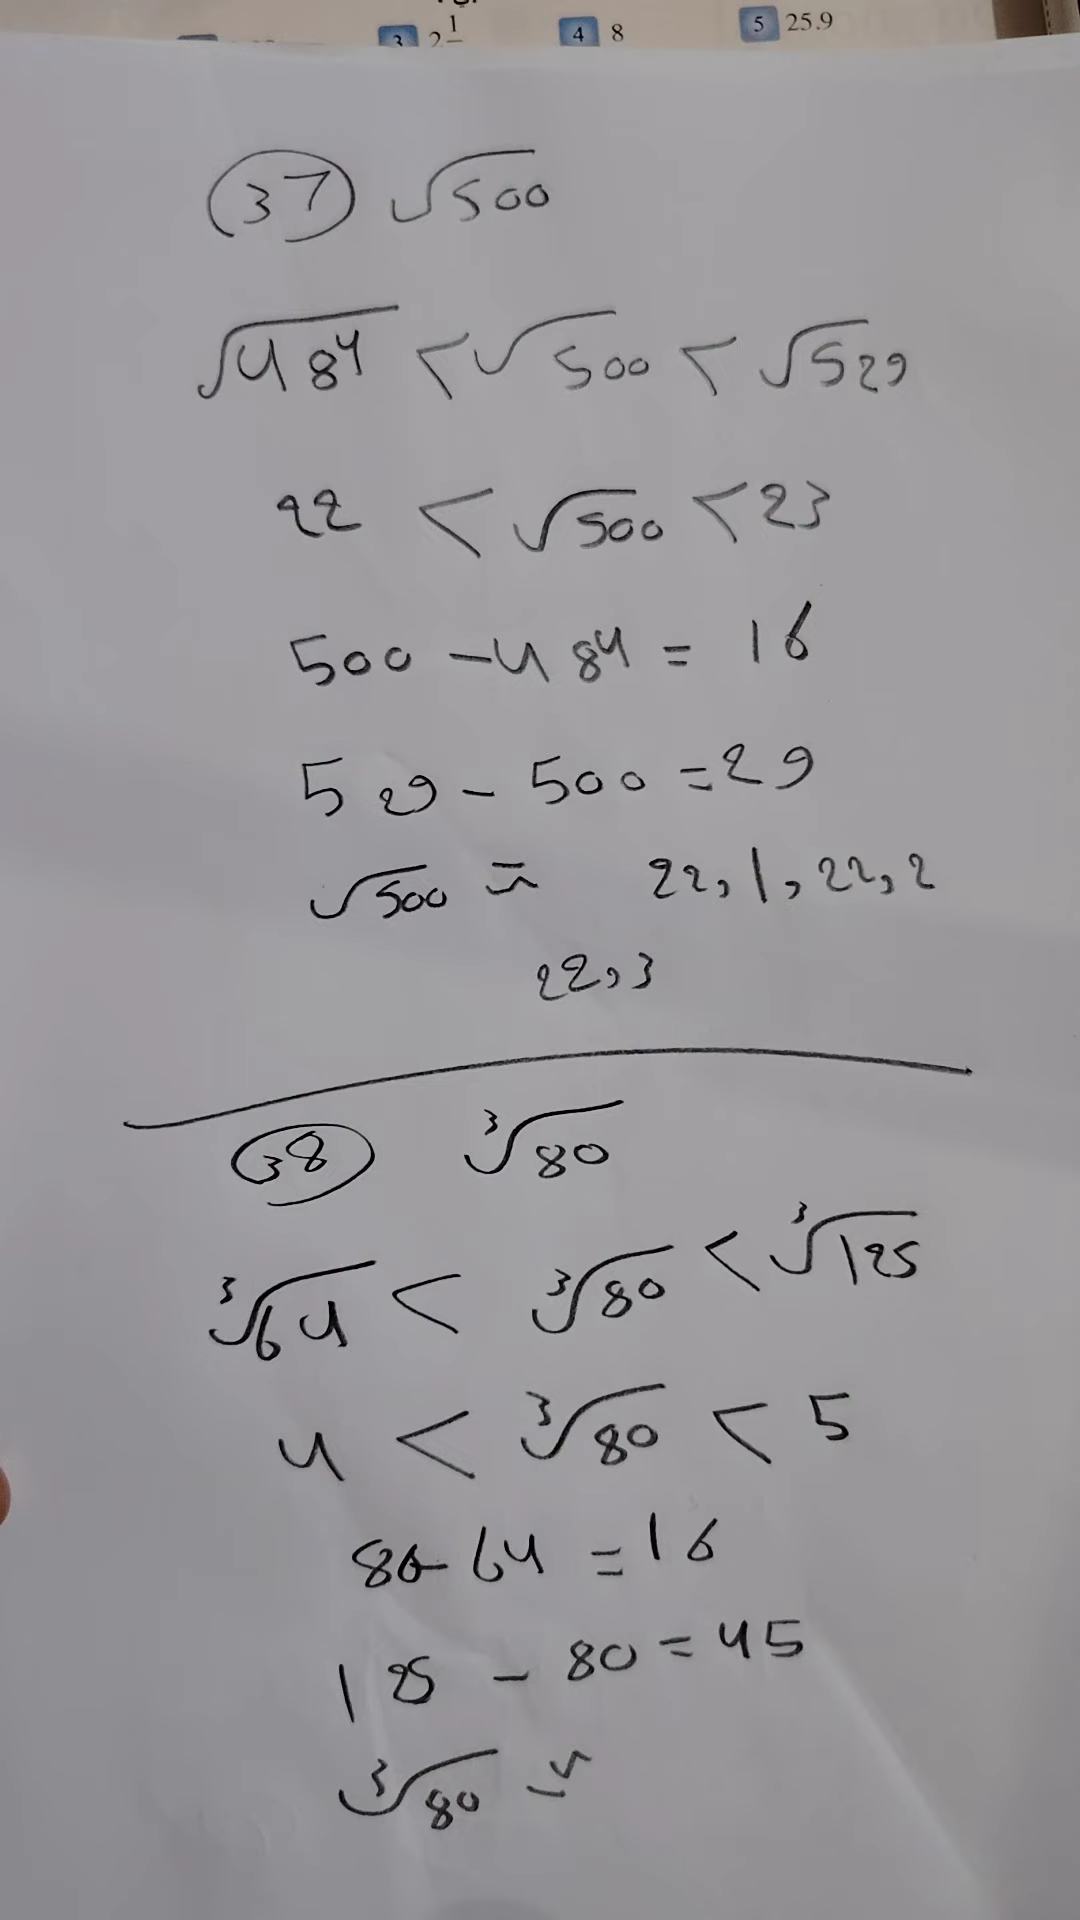 3 2 1
4 8
5 25.9
37 √500
√484 < √500 < √529
22 < √500 < 23
500 - 484 = 16
529 - 500 = 29
√500 ≈ 22,1, 22,2
22,3
38 ∛80
∛64 < ∛80 < ∛125
4 < ∛80 < 5
80 - 64 = 16
125 - 80 = 45
∛80 ≈